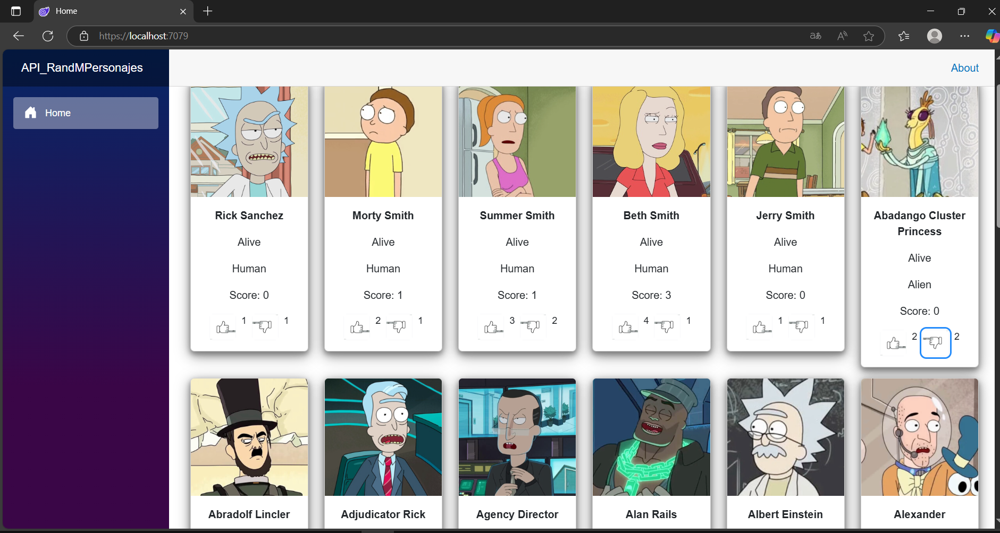 Home
https://localhost:7079
API_RandMPersonajes
About
Home
Rick Sanchez
Alive
Human
Score: 0
1 1
Morty Smith
Alive
Human
Score: 1
2 1
Summer Smith
Alive
Human
Score: 1
3 2
Beth Smith
Alive
Human
Score: 3
4 1
Jerry Smith
Alive
Human
Score: 0
1 1
Abadango Cluster
Princess
Alive
Alien
Score: 0
2 2
Abradolf Lincler
Adjudicator Rick
Agency Director
Alan Rails
Albert Einstein
Alexander